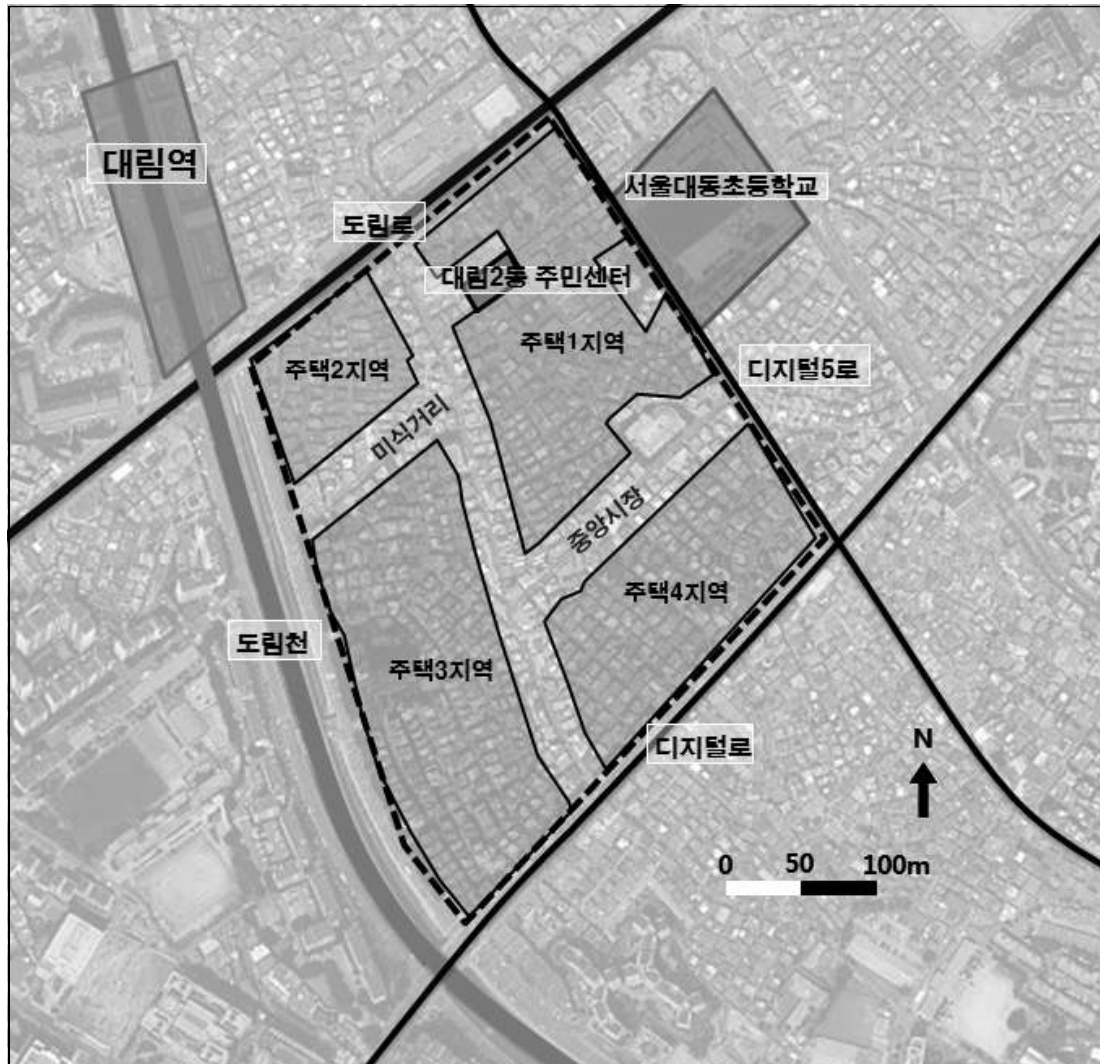 대림역
서울대동초등학교
도림로
대림2동 주민센터
주택1지역
주택2지역
디지털5로
미식거리
중앙시장
주택4지역
도림천
주택3지역
디지털로
N
0 50 100m